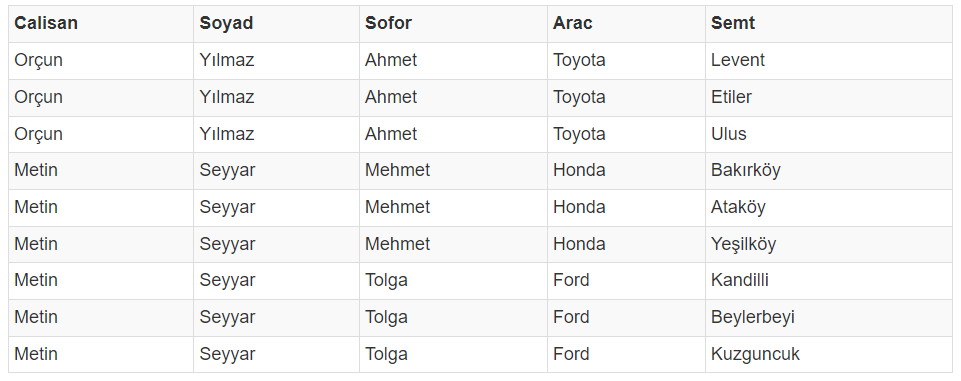 Calisan Soyad Sofor Arac Semt
Orçun Yılmaz Ahmet Toyota Levent
Orçun Yılmaz Ahmet Toyota Etiler
Orçun Yılmaz Ahmet Toyota Ulus
Metin Seyyar Mehmet Honda Bakırköy
Metin Seyyar Mehmet Honda Ataköy
Metin Seyyar Mehmet Honda Yeşilköy
Metin Seyyar Tolga Ford Kandilli
Metin Seyyar Tolga Ford Beylerbeyi
Metin Seyyar Tolga Ford Kuzguncuk